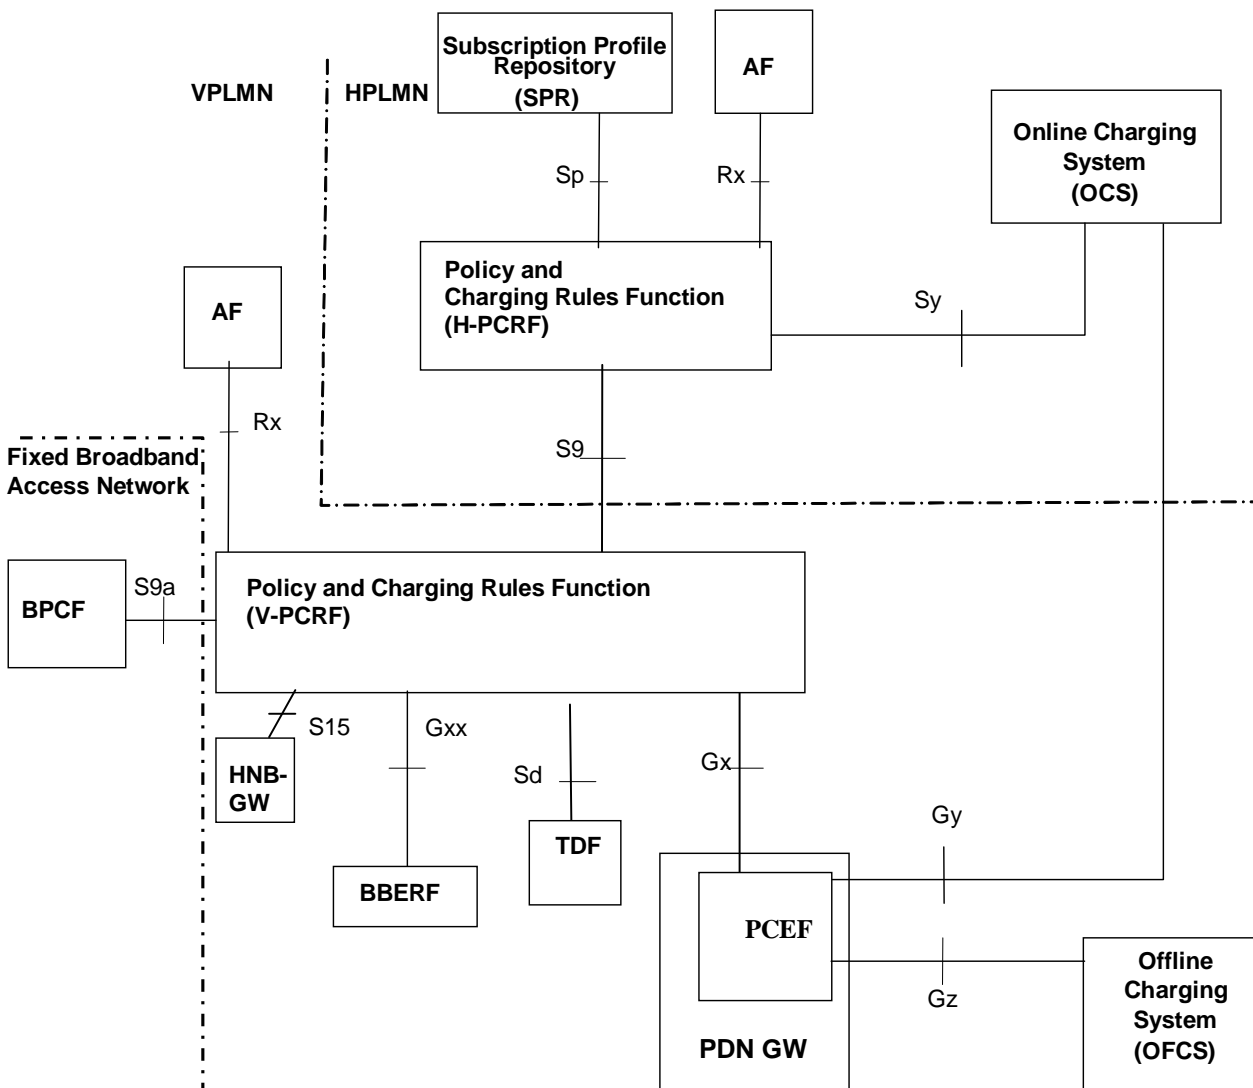 Subscription Profile
Repository
(SPR)
AF
VPLMN
HPLMN
Online Charging
System
(OCS)
Sp
Rx
Policy and
Charging Rules Function
(H-PCRF)
AF
Sy
Rx
S9
Fixed Broadband
Access Network
S9a
BPCF
Policy and Charging Rules Function
(V-PCRF)
S15
Gxx
Sd
Gx
HNB-
GW
Gy
TDF
BBERF
PCEF
Gz
PDN GW
Offline
Charging
System
(OFCS)